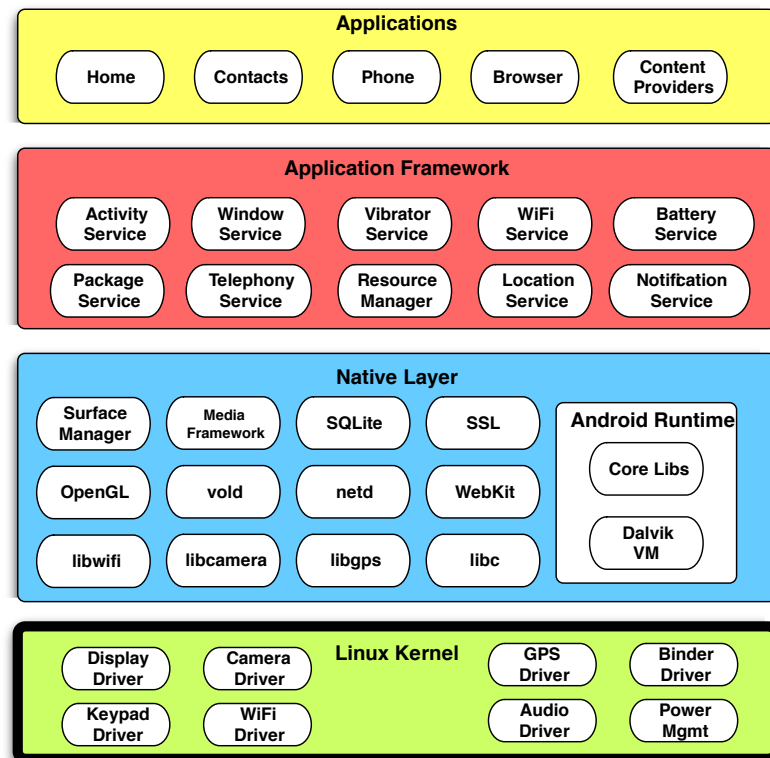 Applications
Home
Contacts
Phone
Browser
Content
Providers
Application Framework
Activity
Service
Window
Service
Vibrator
Service
WiFi
Service
Battery
Service
Package
Service
Telephony
Service
Resource
Manager
Location
Service
Notification
Service
Native Layer
Surface
Manager
Media
Framework
SQLite
SSL
OpenGL
vold
netd
WebKit
libwifi
libcamera
libgps
libc
Android Runtime
Core Libs
Dalvik
VM
Linux Kernel
Display
Driver
Camera
Driver
GPS
Driver
Binder
Driver
Keypad
Driver
WiFi
Driver
Audio
Driver
Power
Mgmt